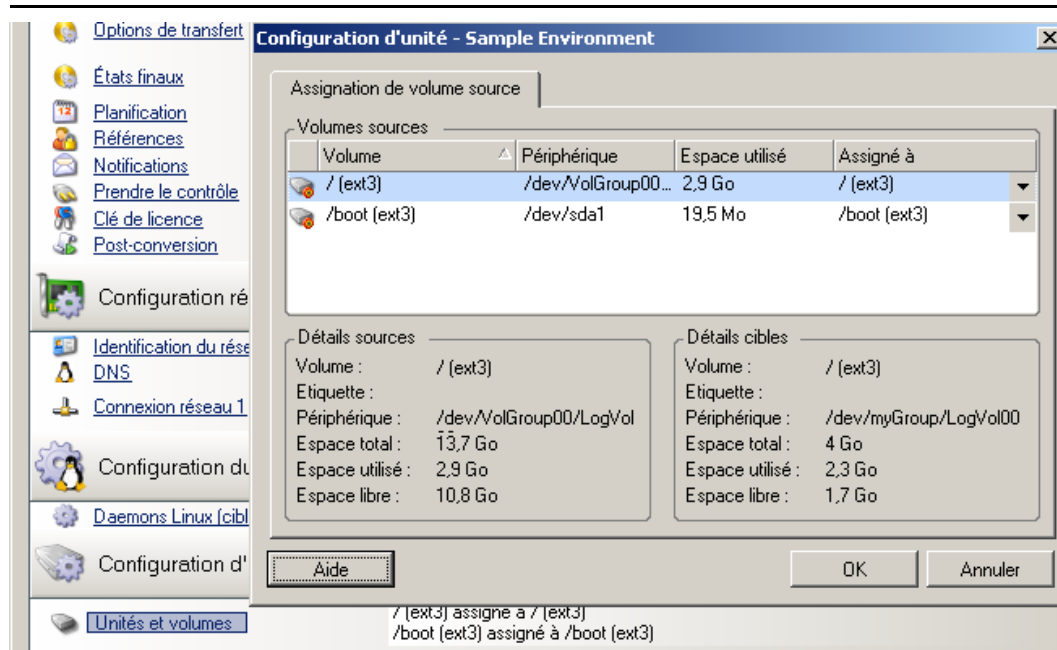 Options de transfert
États finaux
Planification
Références
Notifications
Prendre le contrôle
Clé de licence
Post-conversion
Configuration ré
Identification du rése
DNS
Connexion réseau 1
Configuration du
Daemons Linux (cibl
Configuration d'
Unités et volumes
Configuration d'unité - Sample Environment
Assignation de volume source
Volumes sources
Volume Périphérique Espace utilisé Assigné à
/ (ext3) /dev/VolGroup00... 2,9 Go / (ext3)
/boot (ext3) /dev/sda1 19,5 Mo /boot (ext3)
Détails sources
Volume : / (ext3)
Etiquette :
Périphérique : /dev/VolGroup00/LogVol
Espace total : 13,7 Go
Espace utilisé : 2,9 Go
Espace libre : 10,8 Go
Détails cibles
Volume : / (ext3)
Etiquette :
Périphérique : /dev/myGroup/LogVol00
Espace total : 4 Go
Espace utilisé : 2,3 Go
Espace libre : 1,7 Go
Aide OK Annuler
/ (ext3) assigné à / (ext3)
/boot (ext3) assigné à /boot (ext3)